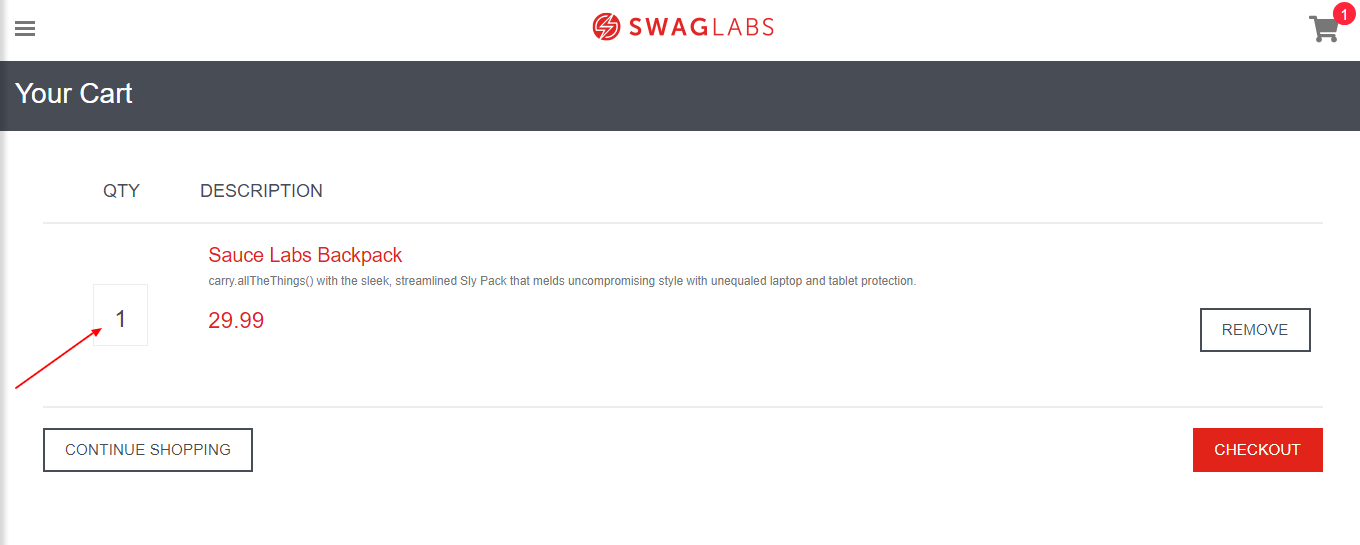 SWAGLABS
1
Your Cart
QTY DESCRIPTION
Sauce Labs Backpack
carry.allTheThings() with the sleek, streamlined Sly Pack that melds uncompromising style with unequaled laptop and tablet protection.
1
29.99
REMOVE
CONTINUE SHOPPING
CHECKOUT